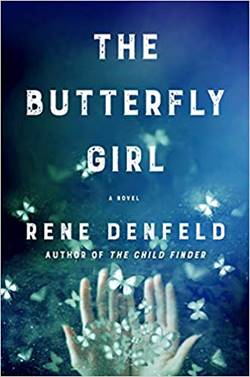 THE
BUTTERFLY
GIRL
A NOVEL
RENE DENFELD
AUTHOR OF THE CHILD FINDER